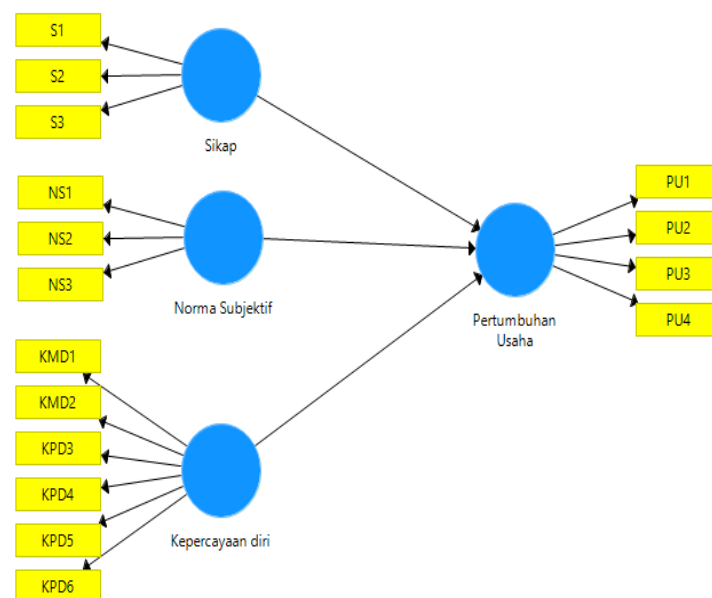 S1
S2
S3
Sikap
NS1
NS2
NS3
Norma Subjektif
KMD1
KMD2
KPD3
KPD4
KPD5
KPD6
Kepercayaan diri
Pertumbuhan
Usaha
PU1
PU2
PU3
PU4